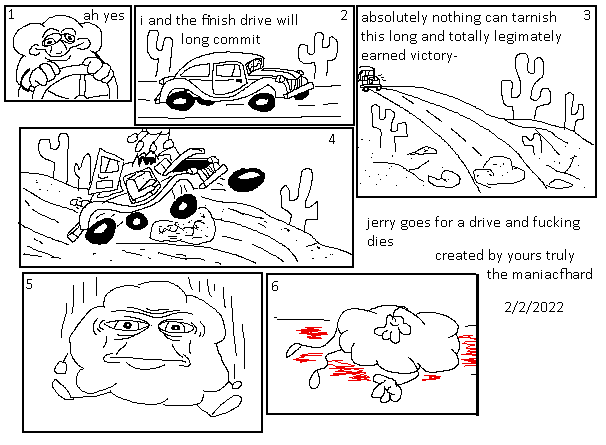 1
ah yes
i and the finish drive will
long commit
2
absolutely nothing can tarnish
this long and totally legimately
earned victory-
3
4
jerry goes for a drive and fucking
dies
created by yours truly
the maniacfhard
2/2/2022
5
6